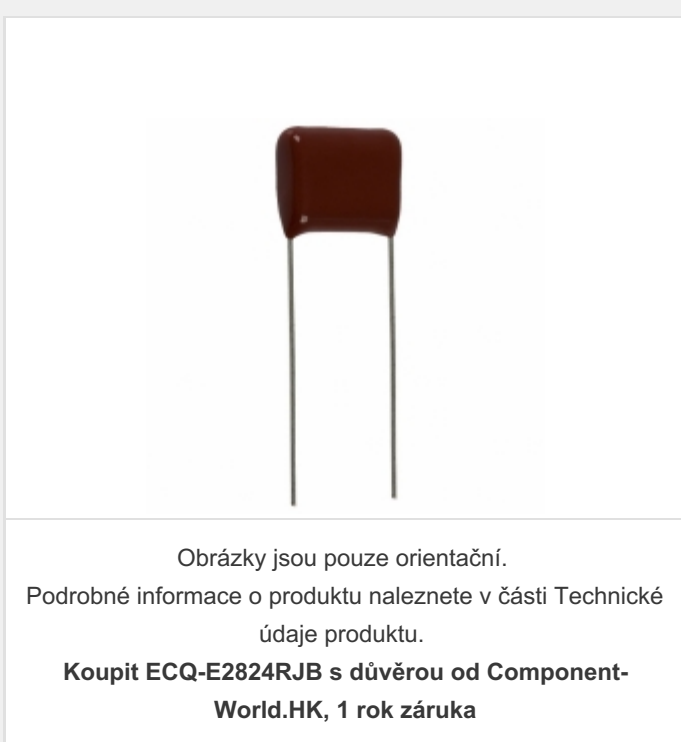 Obrázky jsou pouze orientační.
Podrobné informace o produktu naleznete v části Technické
údaje produktu.
Koupit ECQ-E2824RJB s důvěrou od Component-
World.HK, 1 rok záruka